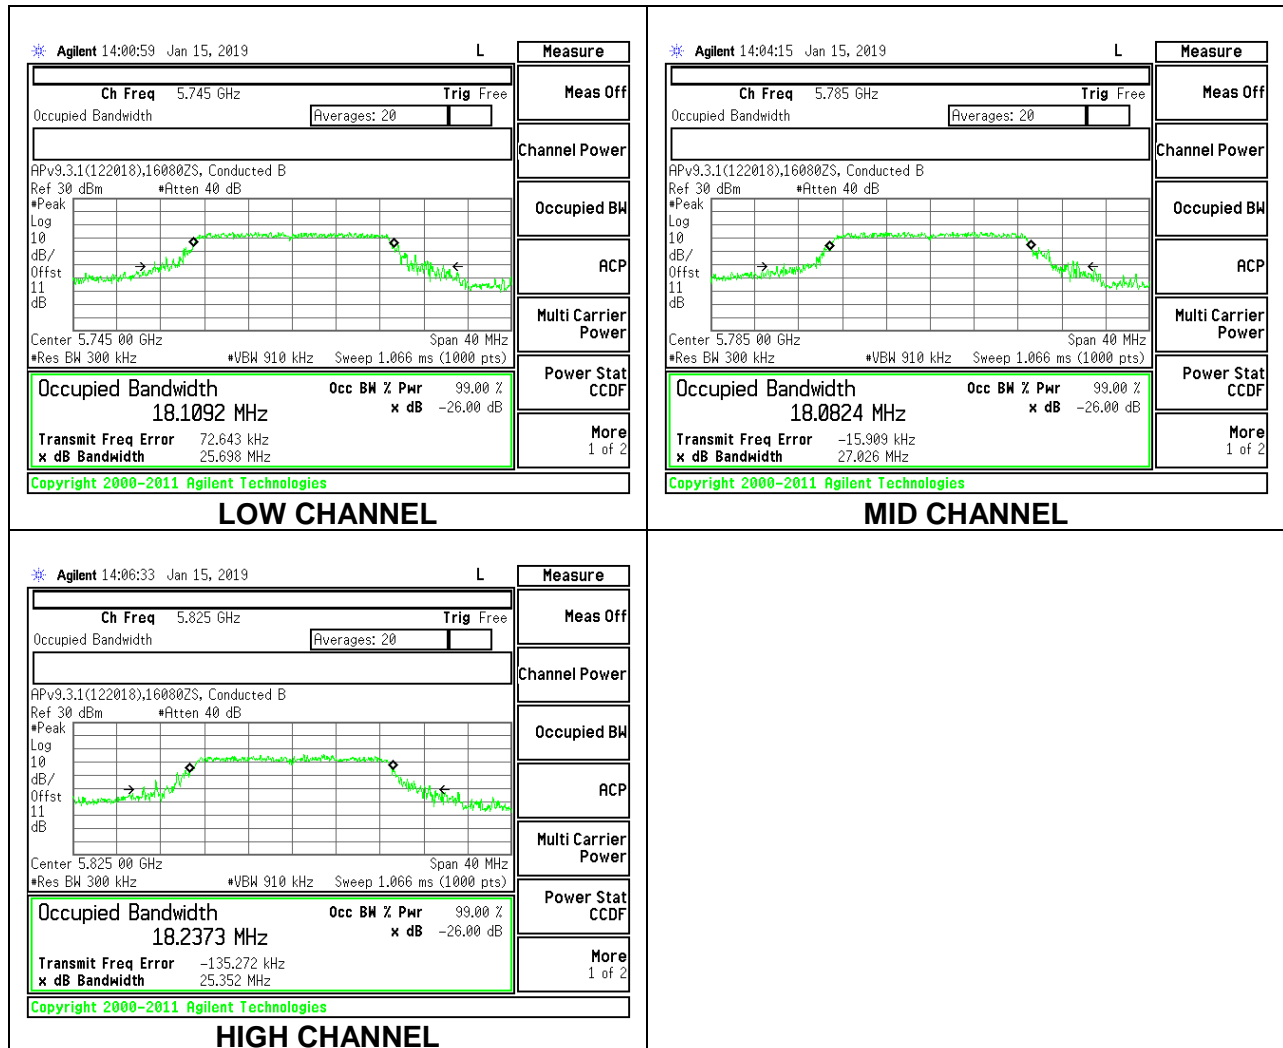 Agilent 14:00:59 Jan 15, 2019 L Measure
Ch Freq 5.745 GHz Trig Free
Occupied Bandwidth Averages: 20
APv9.3.1(122018),16080ZS, Conducted B
Ref 30 dBm #Atten 40 dB
#Peak
Log
10
dB/
Offst
11
dB
Center 5.745 00 GHz Span 40 MHz
#Res BW 300 kHz #VBW 910 kHz Sweep 1.066 ms (1000 pts)
Occupied Bandwidth Occ BW % Pwr 99.00 %
18.1092 MHz x dB -26.00 dB
Transmit Freq Error 72.643 kHz
x dB Bandwidth 25.698 MHz
Copyright 2000-2011 Agilent Technologies
Meas Off
Channel Power
Occupied BW
ACP
Multi Carrier
Power
Power Stat
CCDF
More
1 of 2
LOW CHANNEL
Agilent 14:04:15 Jan 15, 2019 L Measure
Ch Freq 5.785 GHz Trig Free
Occupied Bandwidth Averages: 20
APv9.3.1(122018),16080ZS, Conducted B
Ref 30 dBm #Atten 40 dB
#Peak
Log
10
dB/
Offst
11
dB
Center 5.785 00 GHz Span 40 MHz
#Res BW 300 kHz #VBW 910 kHz Sweep 1.066 ms (1000 pts)
Occupied Bandwidth Occ BW % Pwr 99.00 %
18.0824 MHz x dB -26.00 dB
Transmit Freq Error -15.909 kHz
x dB Bandwidth 27.026 MHz
Copyright 2000-2011 Agilent Technologies
Meas Off
Channel Power
Occupied BW
ACP
Multi Carrier
Power
Power Stat
CCDF
More
1 of 2
MID CHANNEL
Agilent 14:06:33 Jan 15, 2019 L Measure
Ch Freq 5.825 GHz Trig Free
Occupied Bandwidth Averages: 20
APv9.3.1(122018),16080ZS, Conducted B
Ref 30 dBm #Atten 40 dB
#Peak
Log
10
dB/
Offst
11
dB
Center 5.825 00 GHz Span 40 MHz
#Res BW 300 kHz #VBW 910 kHz Sweep 1.066 ms (1000 pts)
Occupied Bandwidth Occ BW % Pwr 99.00 %
18.2373 MHz x dB -26.00 dB
Transmit Freq Error -135.272 kHz
x dB Bandwidth 25.352 MHz
Copyright 2000-2011 Agilent Technologies
Meas Off
Channel Power
Occupied BW
ACP
Multi Carrier
Power
Power Stat
CCDF
More
1 of 2
HIGH CHANNEL